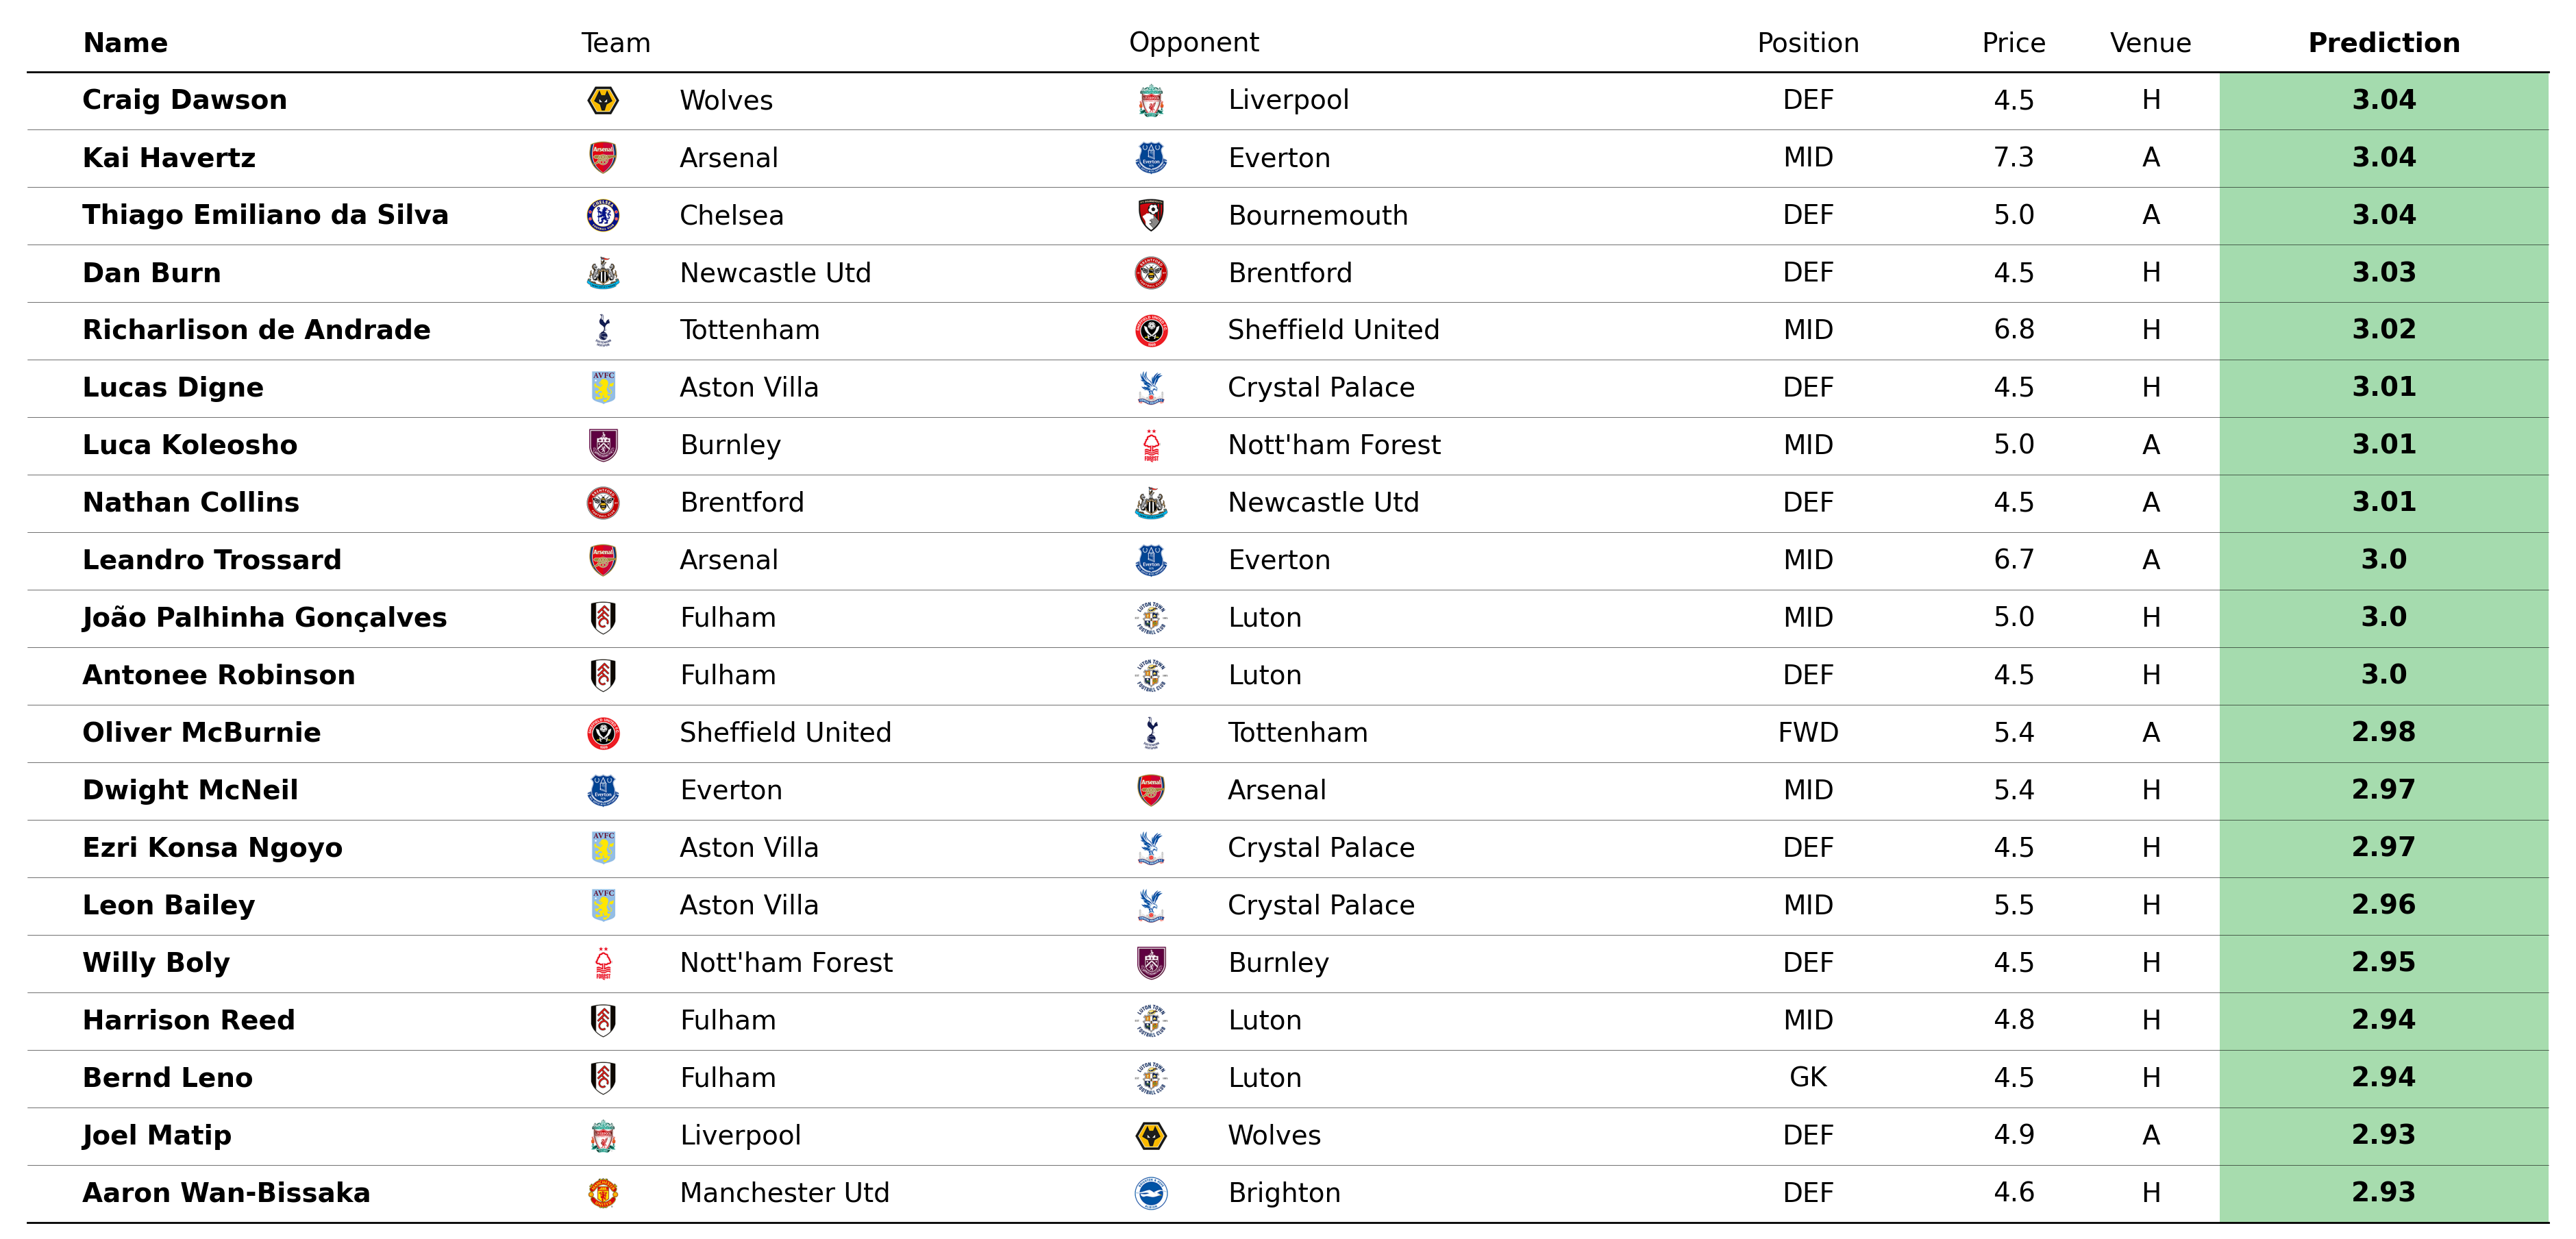 Name Team Opponent Position Price Venue Prediction
Craig Dawson Wolves Liverpool DEF 4.5 H 3.04
Kai Havertz Arsenal Everton MID 7.3 A 3.04
Thiago Emiliano da Silva Chelsea Bournemouth DEF 5.0 A 3.04
Dan Burn Newcastle Utd Brentford DEF 4.5 H 3.03
Richarlison de Andrade Tottenham Sheffield United MID 6.8 H 3.02
Lucas Digne Aston Villa Crystal Palace DEF 4.5 H 3.01
Luca Koleosho Burnley Nott'ham Forest MID 5.0 A 3.01
Nathan Collins Brentford Newcastle Utd DEF 4.5 A 3.01
Leandro Trossard Arsenal Everton MID 6.7 A 3.0
João Palhinha Gonçalves Fulham Luton MID 5.0 H 3.0
Antonee Robinson Fulham Luton DEF 4.5 H 3.0
Oliver McBurnie Sheffield United Tottenham FWD 5.4 A 2.98
Dwight McNeil Everton Arsenal MID 5.4 H 2.97
Ezri Konsa Ngoyo Aston Villa Crystal Palace DEF 4.5 H 2.97
Leon Bailey Aston Villa Crystal Palace MID 5.5 H 2.96
Willy Boly Nott'ham Forest Burnley DEF 4.5 H 2.95
Harrison Reed Fulham Luton MID 4.8 H 2.94
Bernd Leno Fulham Luton GK 4.5 H 2.94
Joel Matip Liverpool Wolves DEF 4.9 A 2.93
Aaron Wan-Bissaka Manchester Utd Brighton DEF 4.6 H 2.93